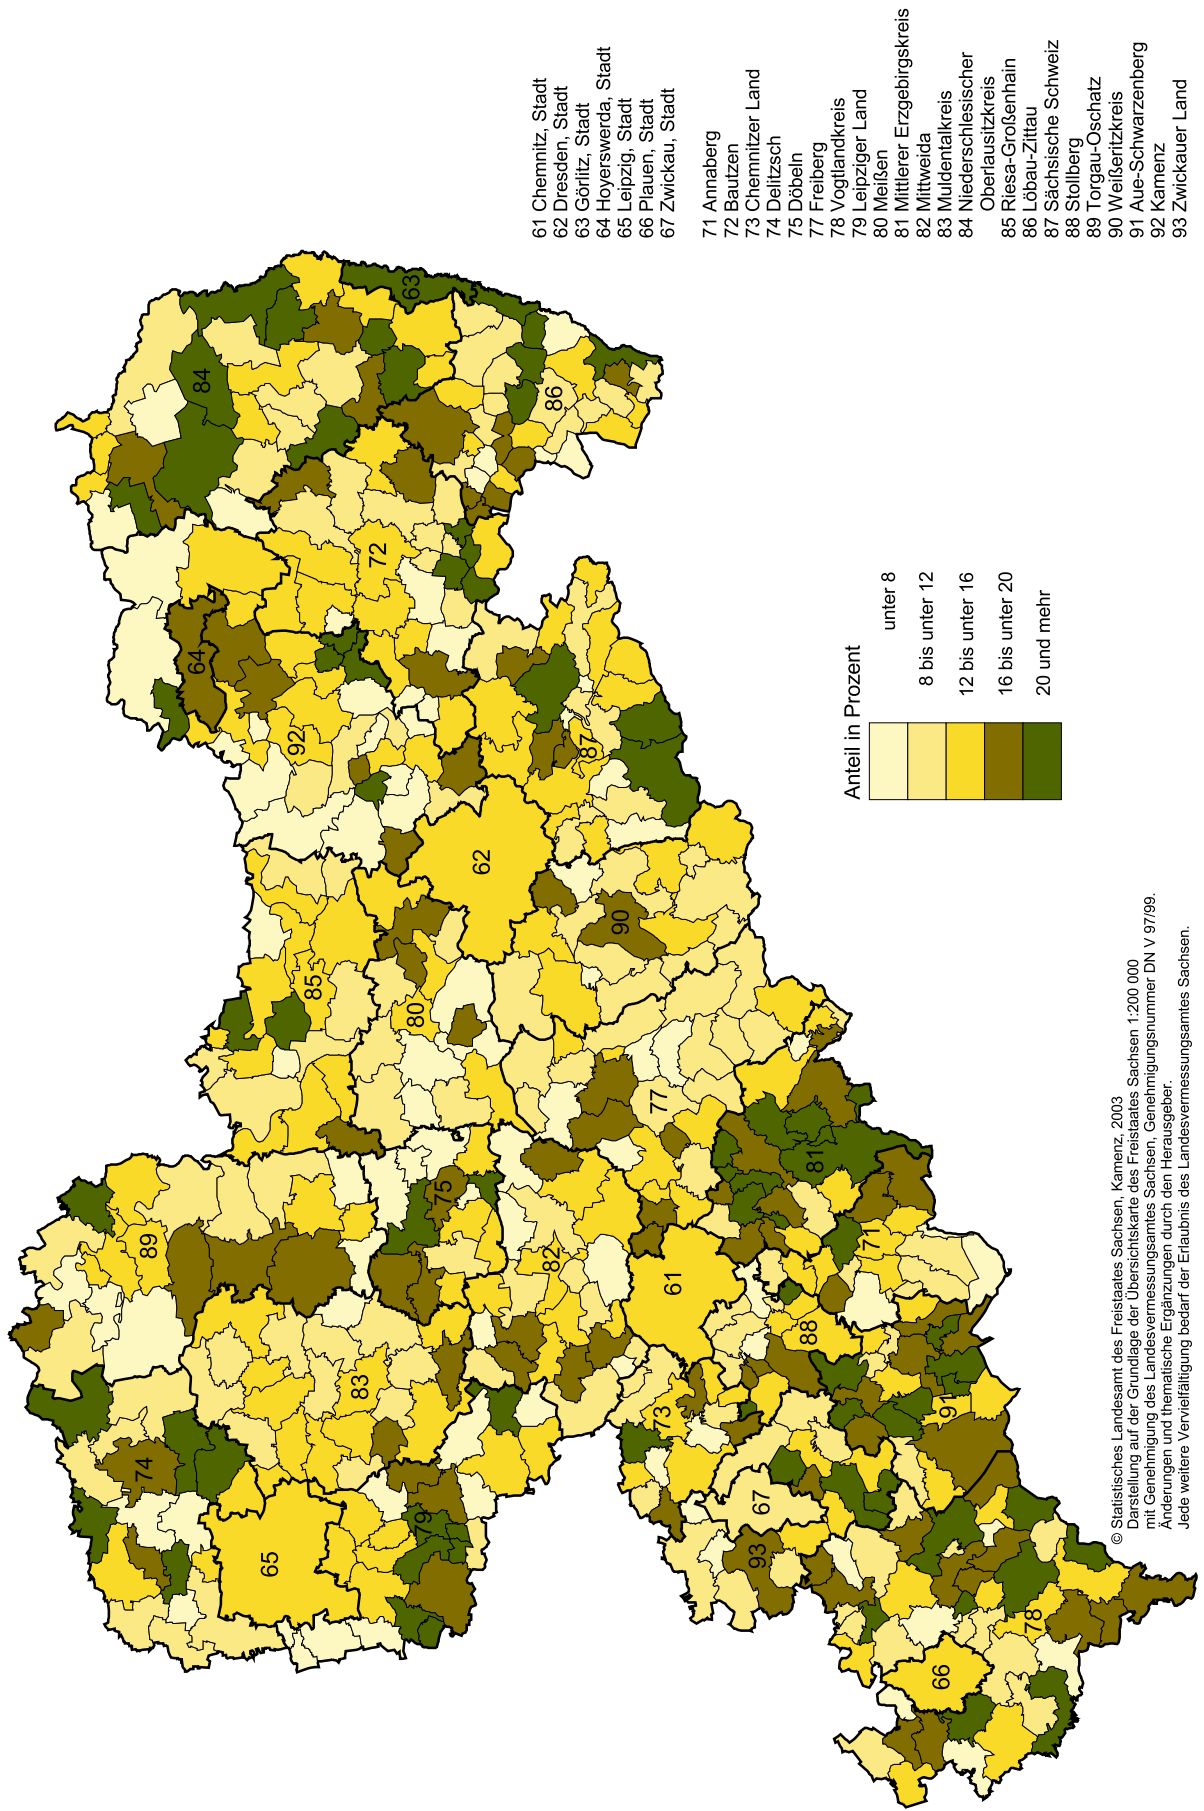 61 Chemnitz, Stadt
62 Dresden, Stadt
63 Görlitz, Stadt
64 Hoyerswerda, Stadt
65 Leipzig, Stadt
66 Plauen, Stadt
67 Zwickau, Stadt
71 Annaberg
72 Bautzen
73 Chemnitzer Land
74 Delitzsch
75 Döbeln
77 Freiberg
78 Vogtlandkreis
79 Leipziger Land
80 Meißen
81 Mittlerer Erzgebirgskreis
82 Mittweida
83 Muldentalkreis
84 Niederschlesischer
Oberlausitzkreis
85 Riesa-Großenhain
86 Löbau-Zittau
87 Sächsische Schweiz
88 Stollberg
89 Torgau-Oschatz
90 Weißeritzkreis
91 Aue-Schwarzenberg
92 Kamenz
93 Zwickauer Land
74
89
65
79
83
75
82
85
80
62
92
64
72
84
63
86
87
90
77
61
81
71
88
73
67
93
91
78
66
Anteil in Prozent
unter 8
8 bis unter 12
12 bis unter 16
16 bis unter 20
20 und mehr
© Statistisches Landesamt des Freistaates Sachsen, Kamenz, 2003
Darstellung auf der Grundlage der Übersichtskarte des Freistaates Sachsen 1:200 000
mit Genehmigung des Landesvermessungsamtes Sachsen, Genehmigungsnummer DN V 97/99.
Änderungen und thematische Ergänzungen durch den Herausgeber.
Jede weitere Vervielfältigung bedarf der Erlaubnis des Landesvermessungsamtes Sachsen.